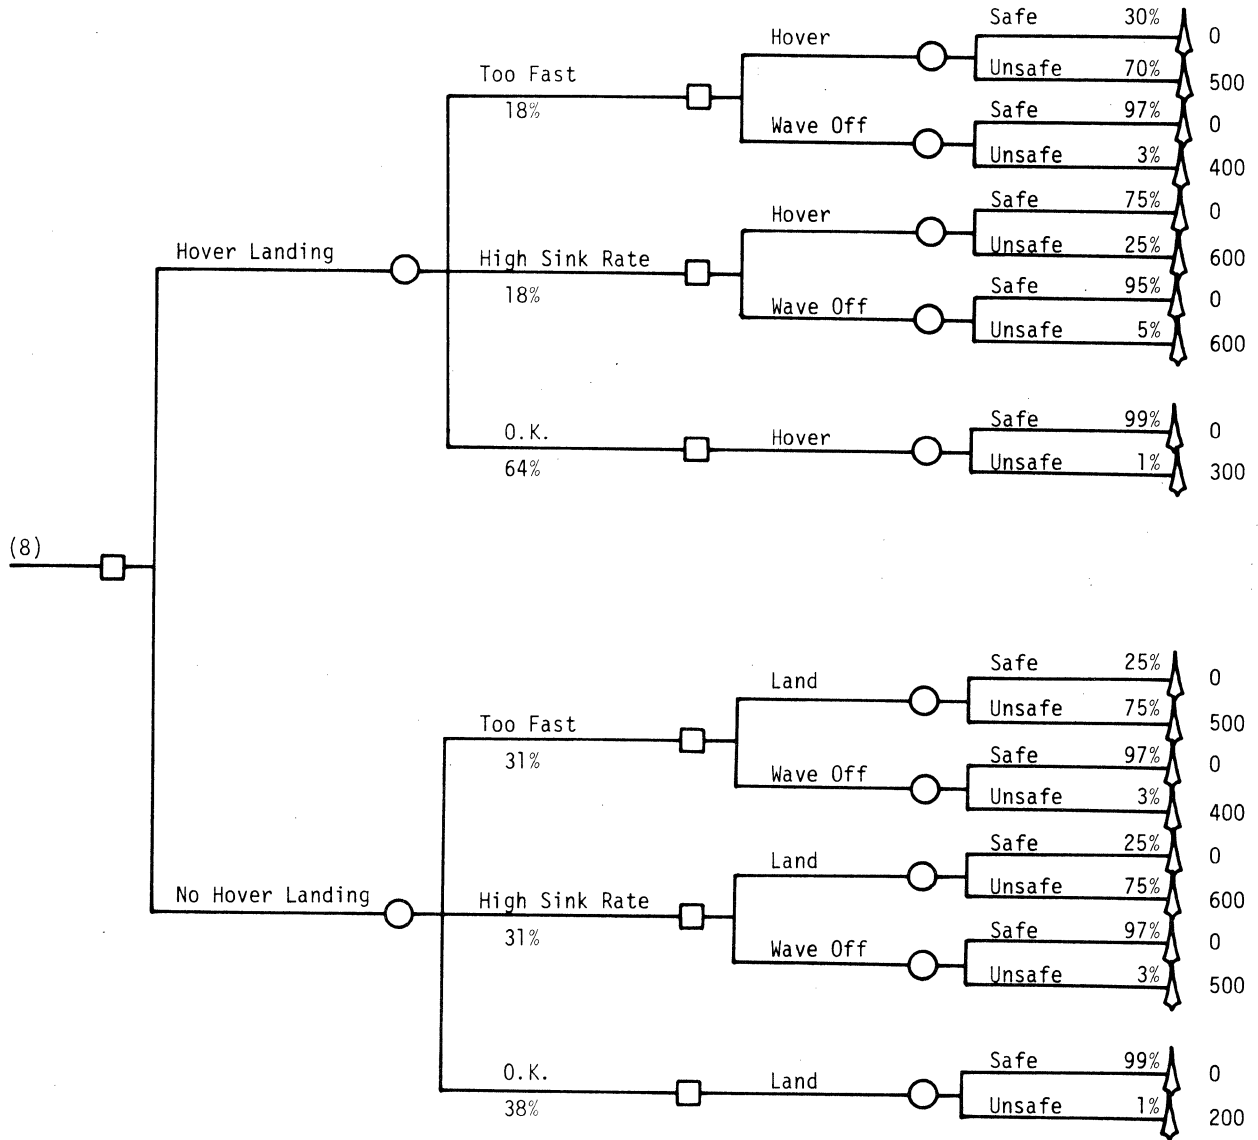 Safe 30% 0
Hover
Too Fast
Unsafe 70% 500
18%
Safe 97% 0
Wave Off
Unsafe 3% 400
Safe 75% 0
Hover
Hover Landing
High Sink Rate
Unsafe 25% 600
18%
Safe 95% 0
Wave Off
Unsafe 5% 600
O.K.
64%
Hover
Safe 99% 0
Unsafe 1% 300
(8)
Safe 25% 0
Land
Too Fast
Unsafe 75% 500
31%
Safe 97% 0
Wave Off
Unsafe 3% 400
Safe 25% 0
Land
No Hover Landing
High Sink Rate
Unsafe 75% 600
31%
Safe 97% 0
Wave Off
Unsafe 3% 500
O.K.
38%
Land
Safe 99% 0
Unsafe 1% 200